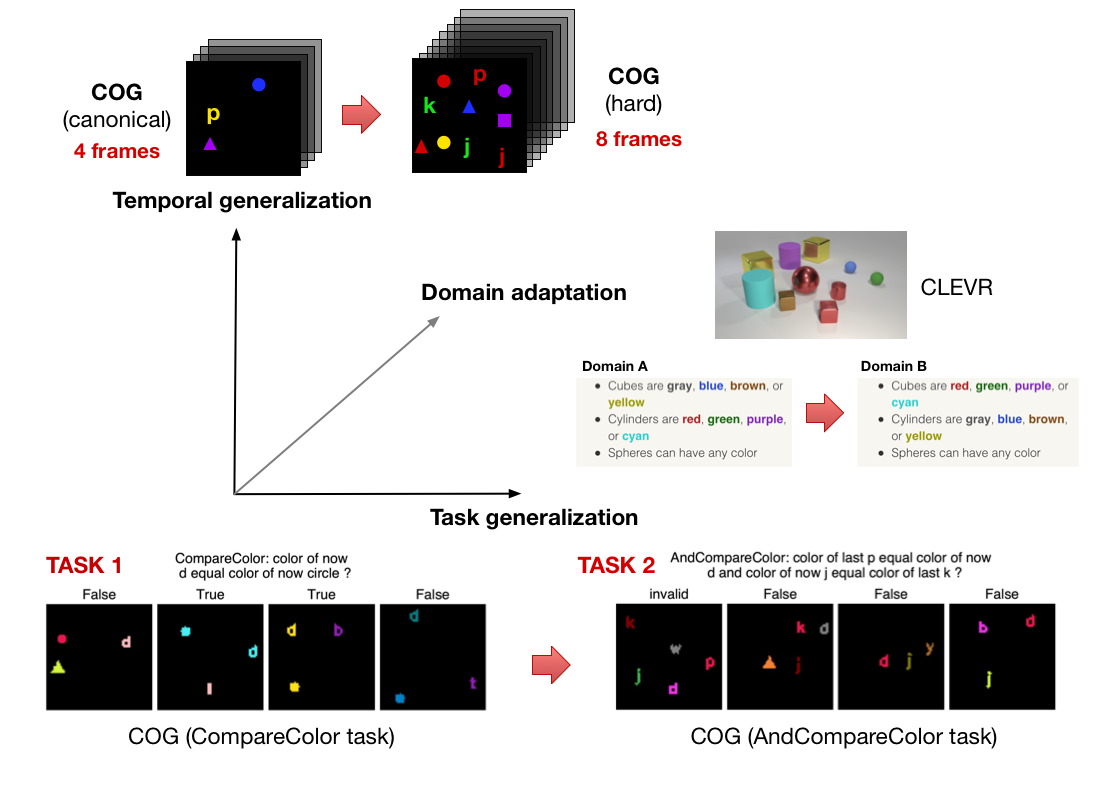 COG
(canonical)
4 frames
p
COG
(hard)
8 frames
p
k
j
j
Temporal generalization
Domain adaptation
CLEVR
Domain A
• Cubes are gray, blue, brown, or
yellow
• Cylinders are red, green, purple,
or cyan
• Spheres can have any color
Domain B
• Cubes are red, green, purple, or
cyan
• Cylinders are gray, blue, brown,
or yellow
• Spheres can have any color
Task generalization
TASK 1
CompareColor: color of now
d equal color of now circle ?
False
True
True
False
d
d
l
d
b
d
t
COG (CompareColor task)
TASK 2
AndCompareColor: color of last p equal color of now
d and color of now j equal color of last k ?
invalid
False
False
False
k
w
p
j
d
k
d
j
y
d
j
b
d
j
COG (AndCompareColor task)